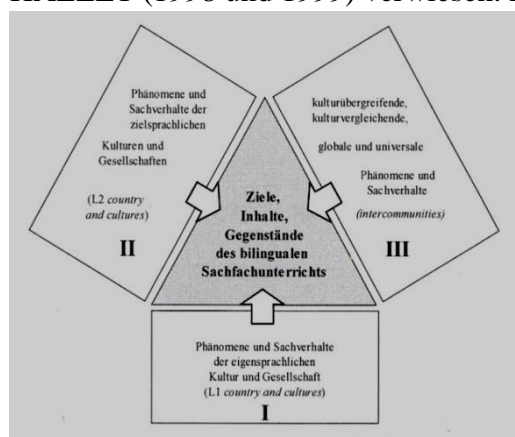 HALLET (1998 und 1999) verwiesen.
Phänomene und
Sachverhalte der
zielsprachlichen
Kulturen und
Gesellschaften
(L2 country
and cultures)
II
kulturübergreifende,
kulturvergleichende,
globale und universale
Phänomene und
Sachverhalte
(intercommunities)
III
Ziele,
Inhalte,
Gegenstände
des bilingualen
Sachfachunterrichts
Phänomene und Sachverhalte
der eigensprachlichen
Kultur und Gesellschaft
(L1 country and cultures)
I